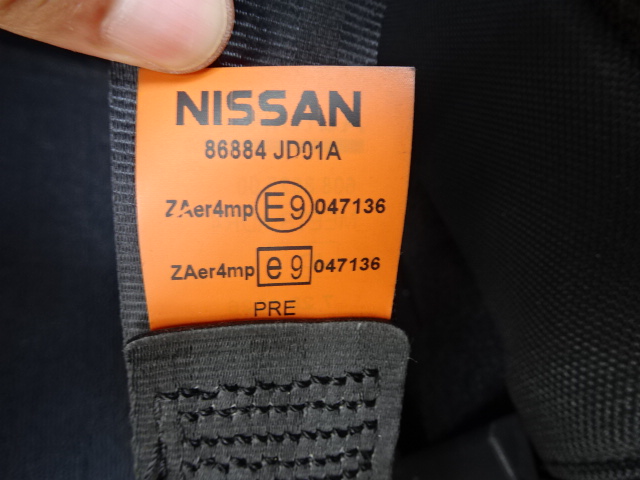 NISSAN
86884 JD01A
ZAer4mp E9 047136
ZAer4mp e9 047136
PRE